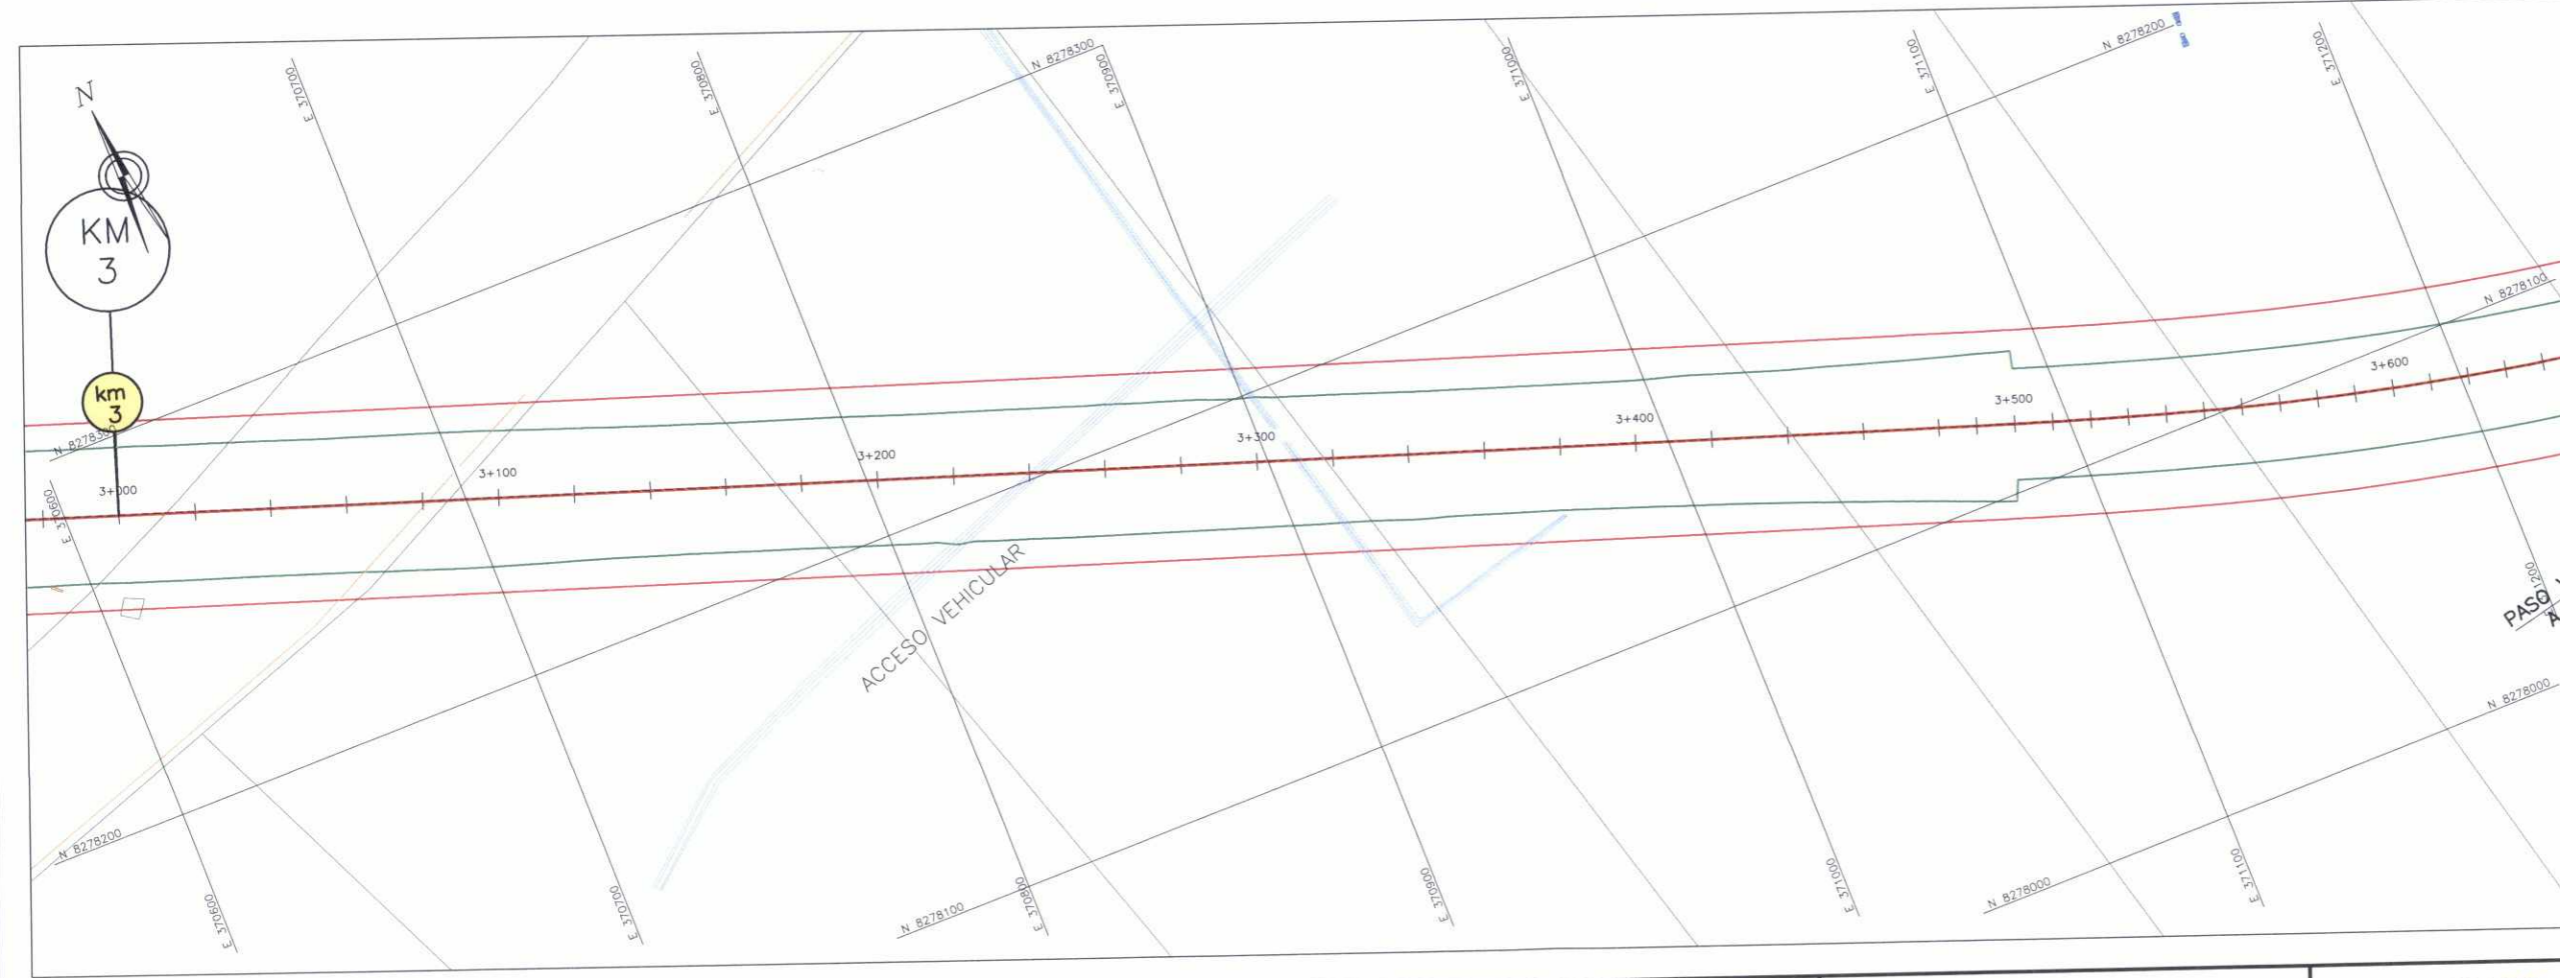 N
KM
3
km
3
E 370700
E 370800
N 8278300
E 370900
E 371000
E 371100
N 8278200
E 371200
N 8278300
E 370600
3+000
3+100
3+200
3+300
3+400
3+500
3+600
N 8278100
ACCESO VEHICULAR
PASO
N 8278200
E 370600
E 370700
E 370800
N 8278100
E 370900
E 371000
N 8278000
E 371100
N 8278000